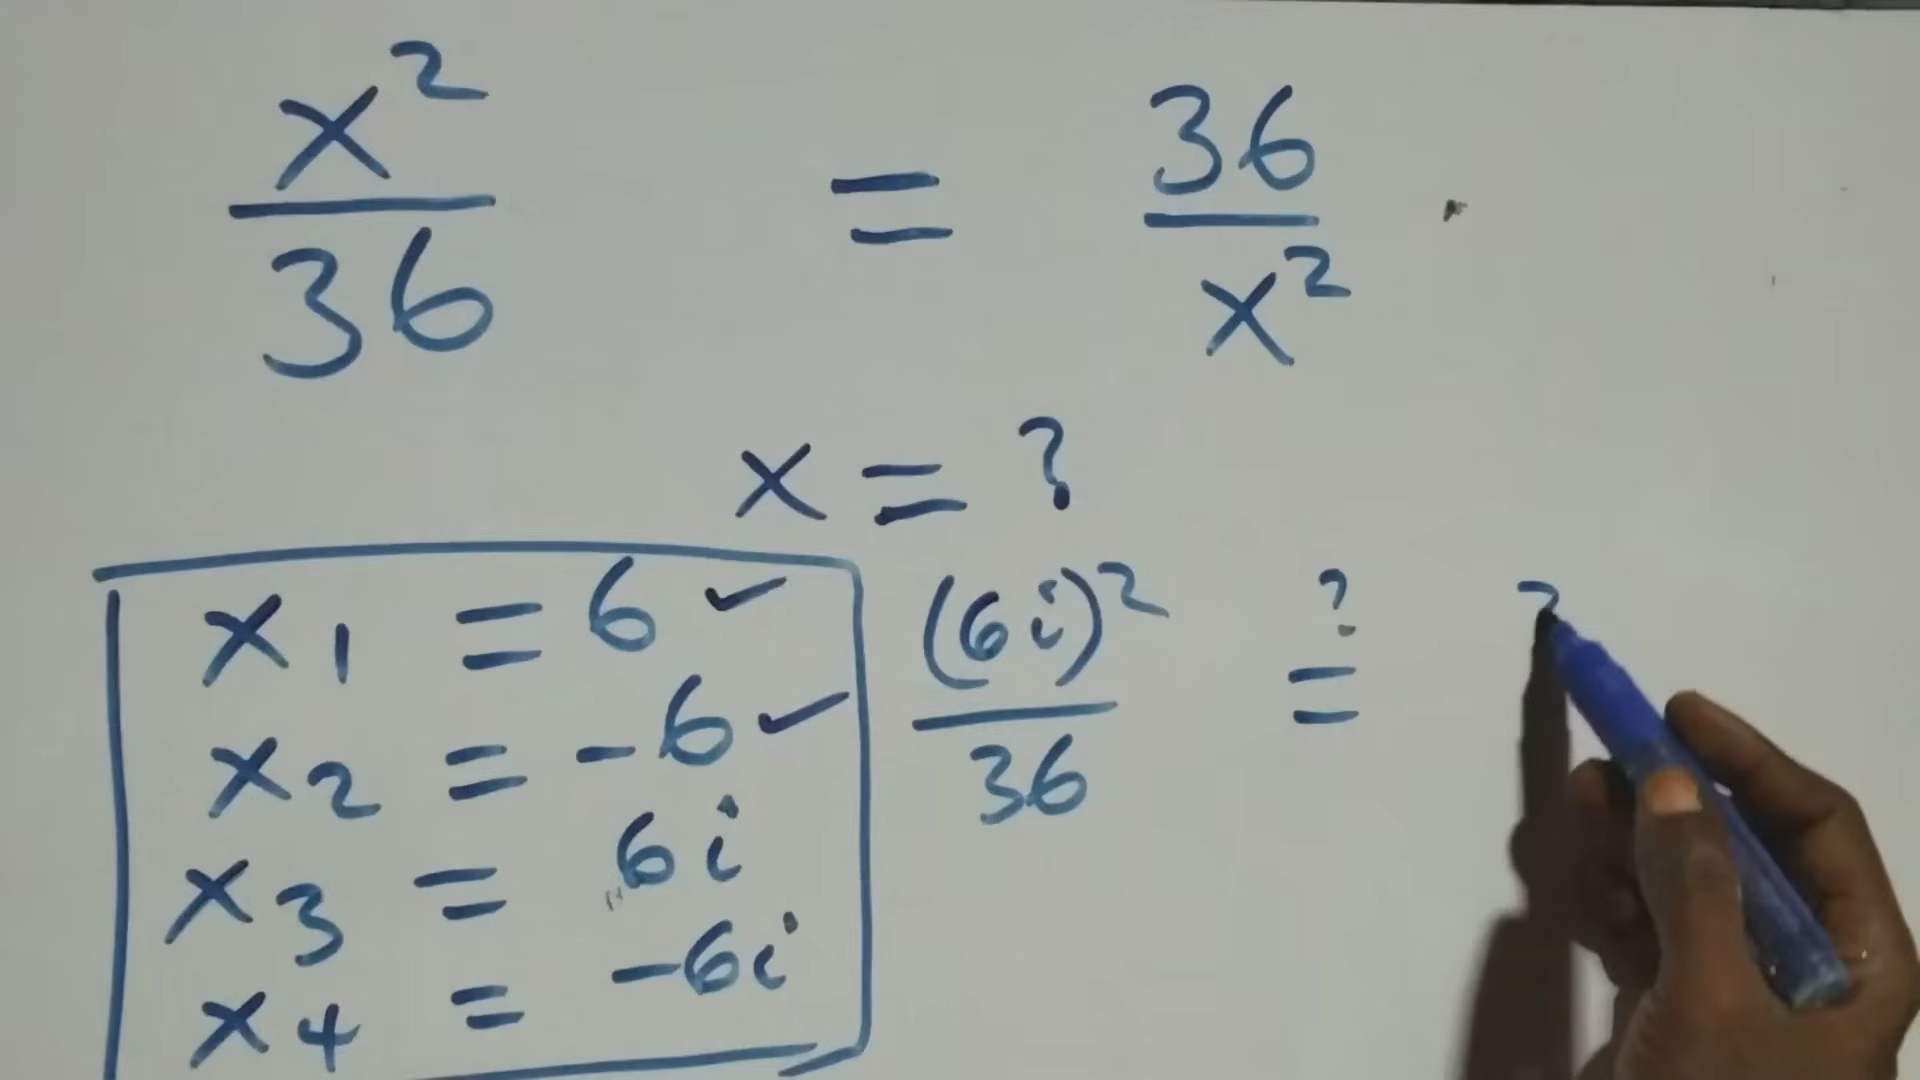 x²/36 = 36/x²
x = ?
x₁ = 6 ✓
x₂ = -6 ✓
x₃ = 6i
x₄ = -6i
(6i)²/36 ?=